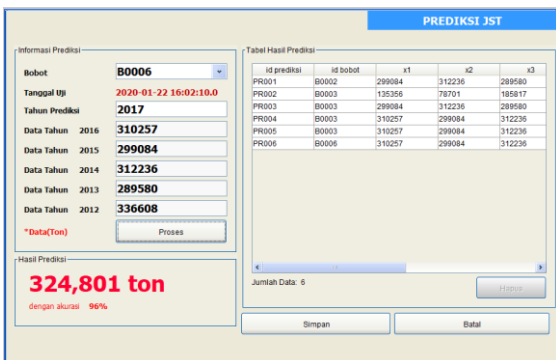 PREDIKSI JST
Informasi Prediksi
Bobot B0006
Tanggal Uji 2020-01-22 16:02:10.0
Tahun Prediksi 2017
Data Tahun 2016 310257
Data Tahun 2015 299084
Data Tahun 2014 312236
Data Tahun 2013 289580
Data Tahun 2012 336608
*Data(Ton) Proses
Hasil Prediksi
324,801 ton
dengan akurasi 96%
Tabel Hasil Prediksi
id prediksi id bobot x1 x2 x3
PR001 B0002 299084 312236 289580
PR002 B0003 135356 78701 185817
PR003 B0003 299084 312236 289580
PR004 B0003 310257 299084 312236
PR005 B0003 310257 299084 312236
PR006 B0006 310257 299084 312236
Jumlah Data: 6
Hapus
Simpan Batal